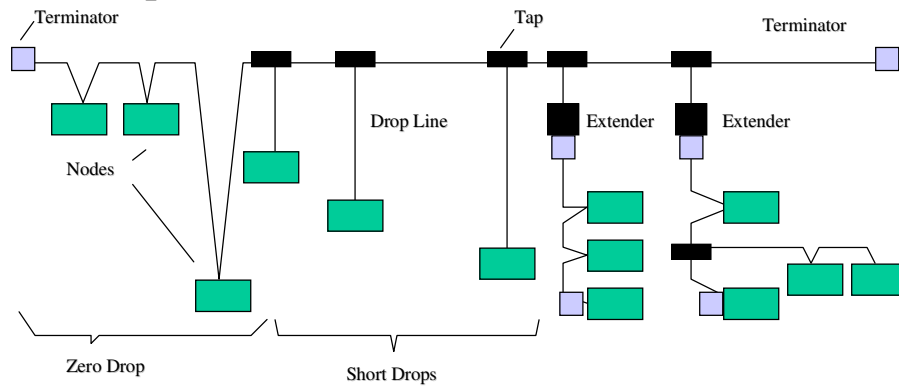 Terminator
Tap
Terminator
Drop Line
Extender
Extender
Nodes
Zero Drop
Short Drops